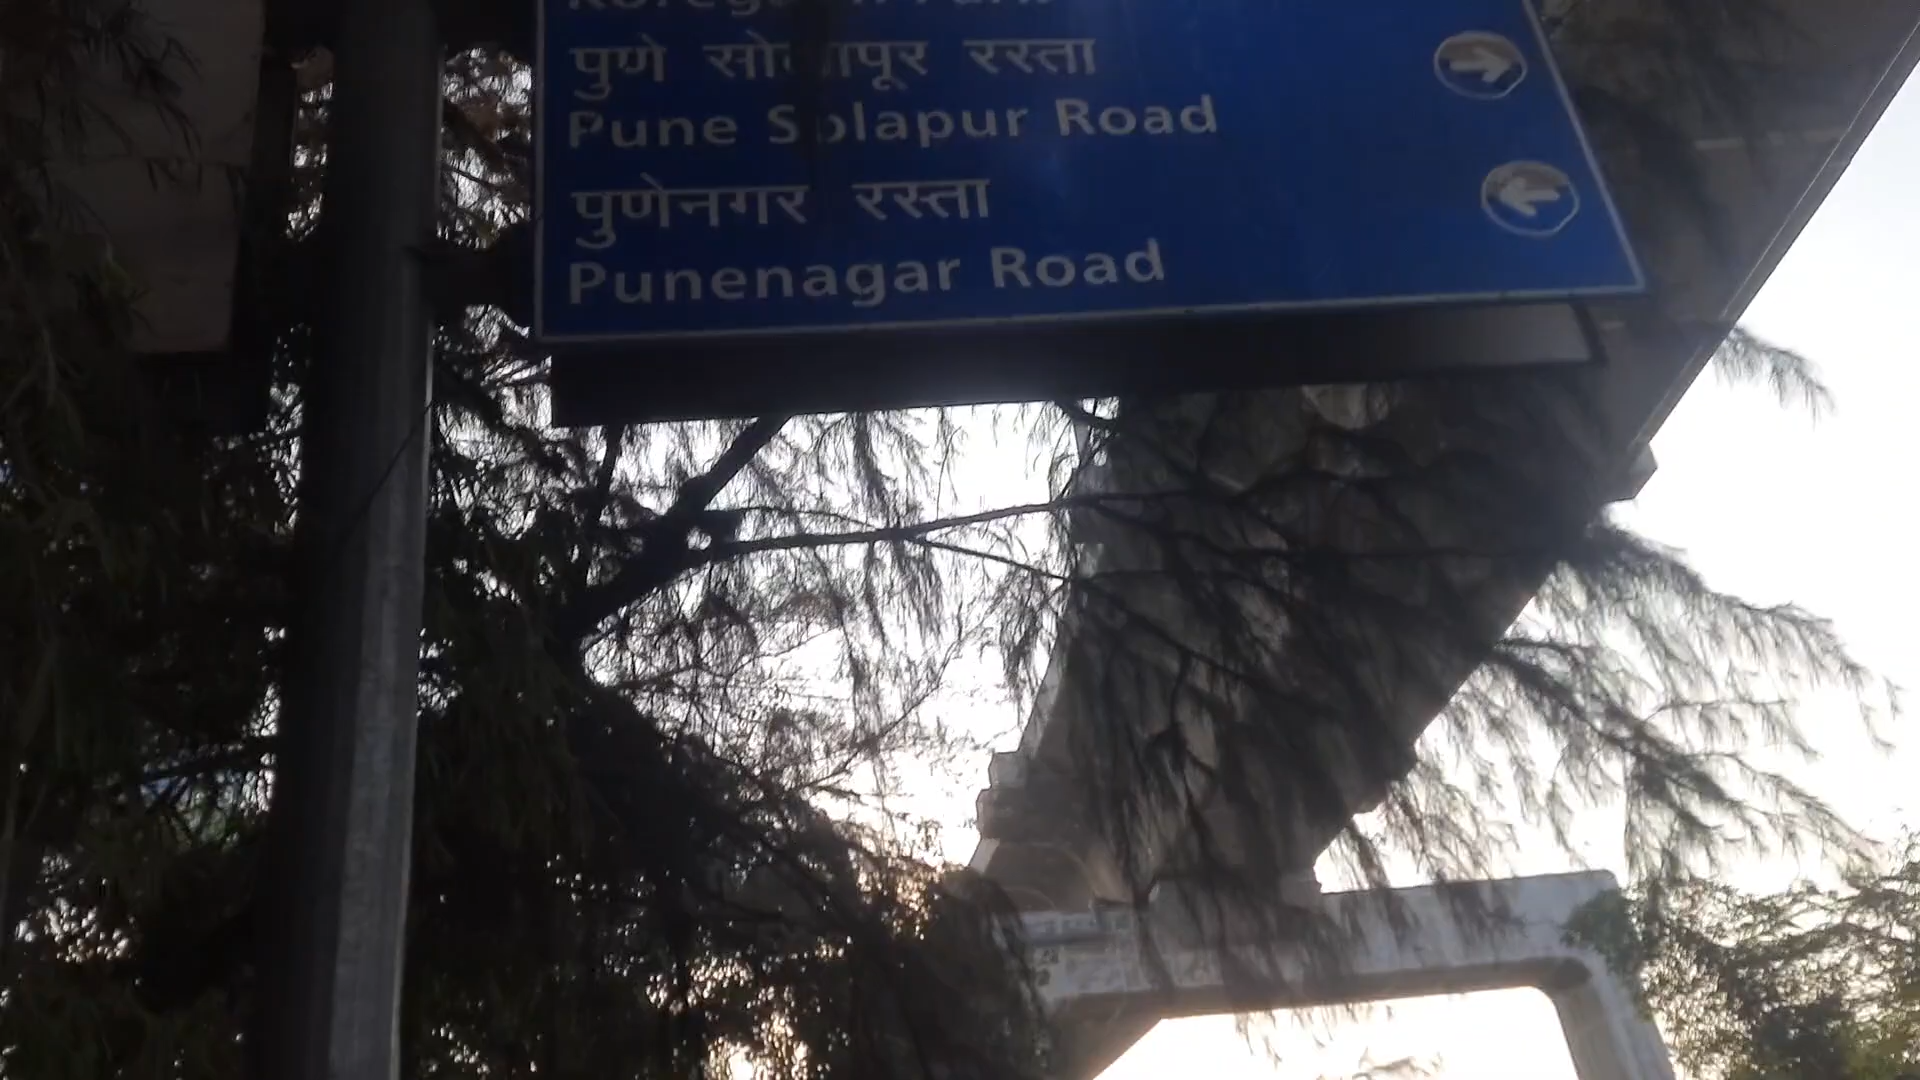 पुणे सोलापूर रस्ता
Pune Solapur Road
पुणेनगर रस्ता
Punenagar Road